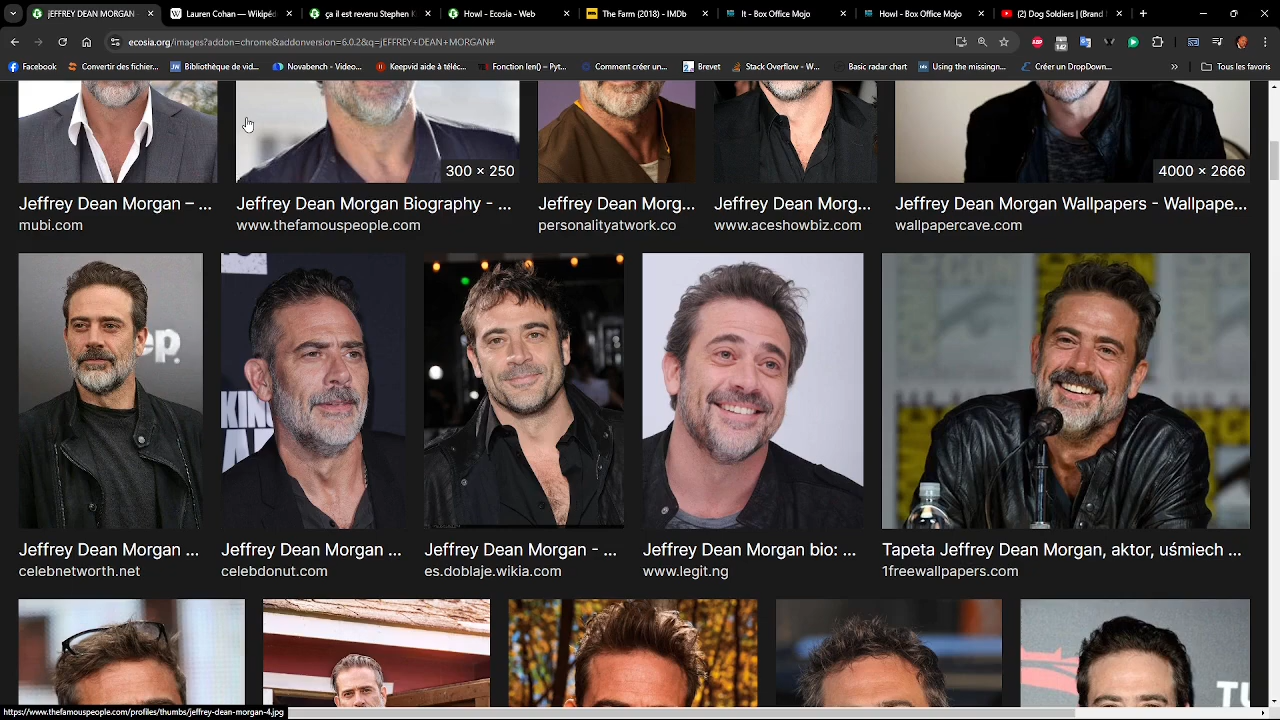 jEFFREY DEAN MORGAN
Lauren Cohan — Wikipéd
Howl - Ecosia - Web
The Farm (2018) - IMDb
It - Box Office Mojo
Howl - Box Office Mojo
(2) Dog Soldiers | (Brand
ecosia.org/images?addon=chrome&addonversion=6.0.2&q=jEFFREY+DEAN+MORGAN#
ABP
142
Facebook
Convertir des fichier...
JW
Bibliothèque de vid...
Novabench - Video...
Keepvid aide à téléc...
Fonction len() – Pyt...
Comment créer un...
Brevet
Stack Overflow - W...
Basic radar chart
Using the missingn...
Créer un DropDown...
»
Tous les favoris
300 × 250
4000 × 2666
Jeffrey Dean Morgan – ...
Jeffrey Dean Morgan Biography - ...
Jeffrey Dean Morg...
Jeffrey Dean Morg...
Jeffrey Dean Morgan Wallpapers - Wallpape...
mubi.com
www.thefamouspeople.com
personalityatwork.co
www.aceshowbiz.com
wallpapercave.com
Jeffrey Dean Morgan ...
Jeffrey Dean Morgan ...
Jeffrey Dean Morgan - ...
Jeffrey Dean Morgan bio: ...
Tapeta Jeffrey Dean Morgan, aktor, uśmiech ...
celebnetworth.net
celebdonut.com
es.doblaje.wikia.com
www.legit.ng
1freewallpapers.com
https://www.thefamouspeople.com/profiles/thumbs/jeffrey-dean-morgan-4.jpg